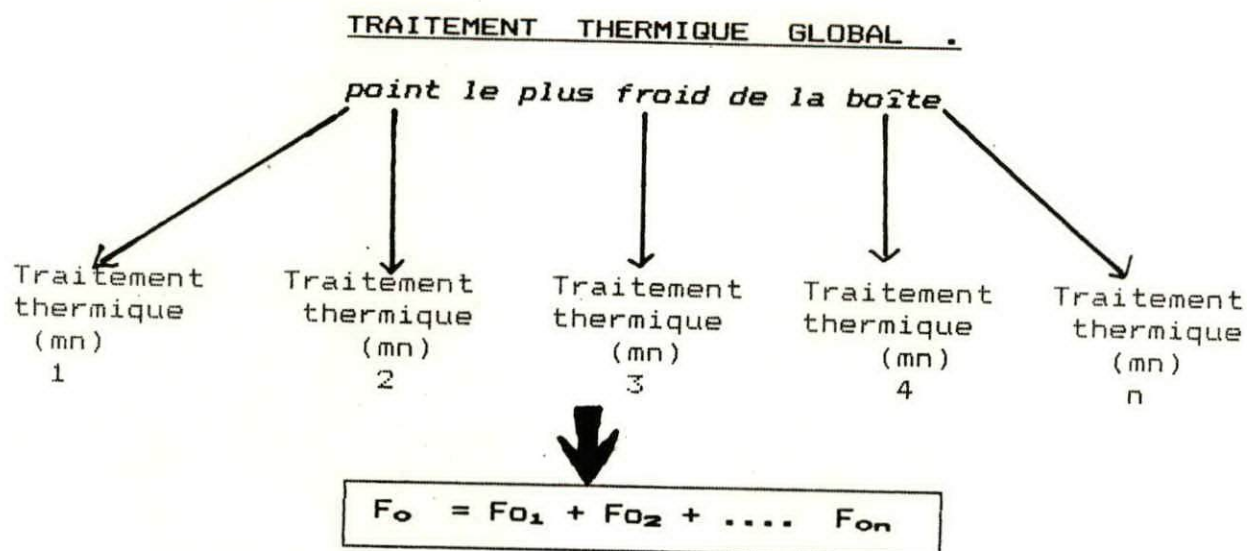 TRAITEMENT THERMIQUE GLOBAL .
point le plus froid de la boîte
Traitement
thermique
(mn)
1
Traitement
thermique
(mn)
2
Traitement
thermique
(mn)
3
Traitement
thermique
(mn)
4
Traitement
thermique
(mn)
n
Fo = Fo₁ + Fo₂ + .... Fon